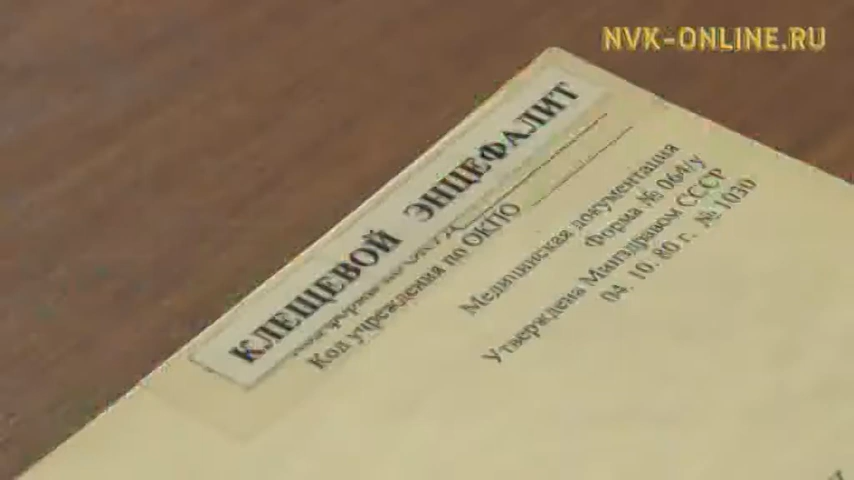 NVK-ONLINE.RU
КЛЕЩЕВОЙ ЭНЦЕФАЛИТ
Код учреждения по ОКПО
Медицинская документация
Форма № 064/у
Утверждена Минздравом СССР
04. 10. 80 г. № 1030